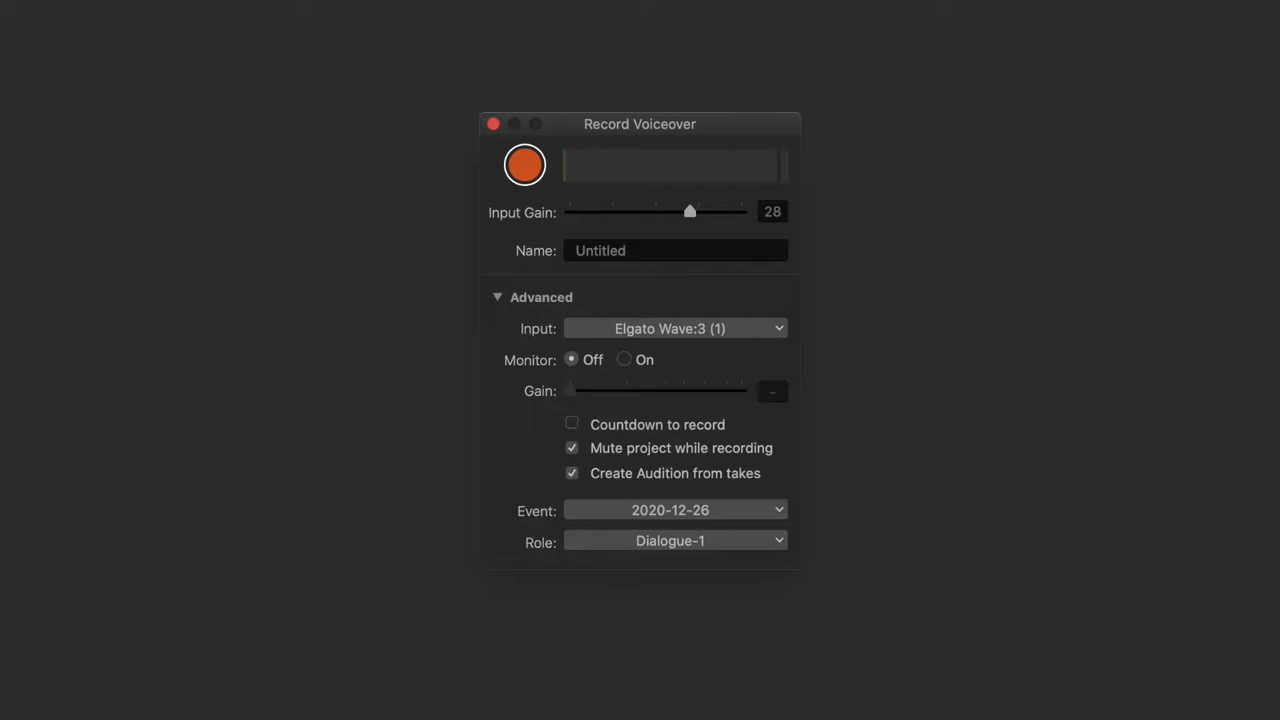 Record Voiceover
Input Gain: 28
Name: Untitled
Advanced
Input: Elgato Wave:3 (1)
Monitor: Off On
Gain: -
Countdown to record
Mute project while recording
Create Audition from takes
Event: 2020-12-26
Role: Dialogue-1